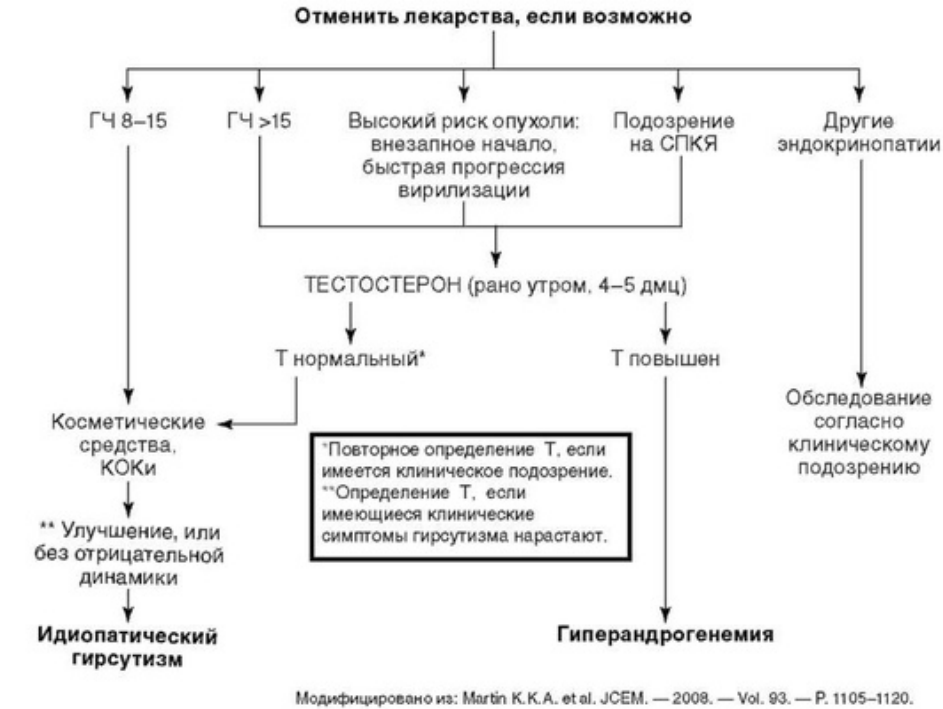 Отменить лекарства, если возможно
ГЧ 8–15
ГЧ >15
Высокий риск опухоли:
внезапное начало,
быстрая прогрессия
вирилизации
Подозрение
на СПКЯ
Другие
эндокринопатии
ТЕСТОСТЕРОН (рано утром, 4–5 дмц)
Т нормальный*
Т повышен
Косметические
средства,
КОКи
Обследование
согласно
клиническому
подозрению
*Повторное определение Т, если
имеется клиническое подозрение.
**Определение Т, если
имеющиеся клинические
симптомы гирсутизма нарастают.
** Улучшение, или
без отрицательной
динамики
Идиопатический
гирсутизм
Гиперандрогенемия
Модифицировано из: Martin K.K.A. et al. JCEM. — 2008. — Vol. 93. — P. 1105–1120.